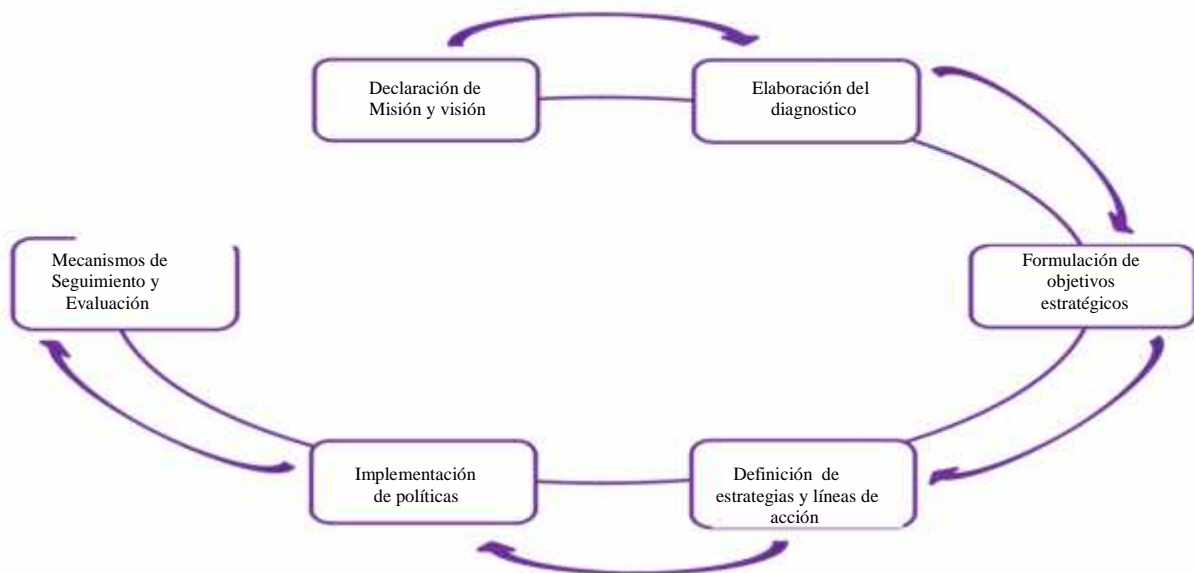 Declaración de
Misión y visión
Elaboración del
diagnostico
Formulación de
objetivos
estratégicos
Definición de
estrategias y líneas de
acción
Implementación
de políticas
Mecanismos de
Seguimiento y
Evaluación